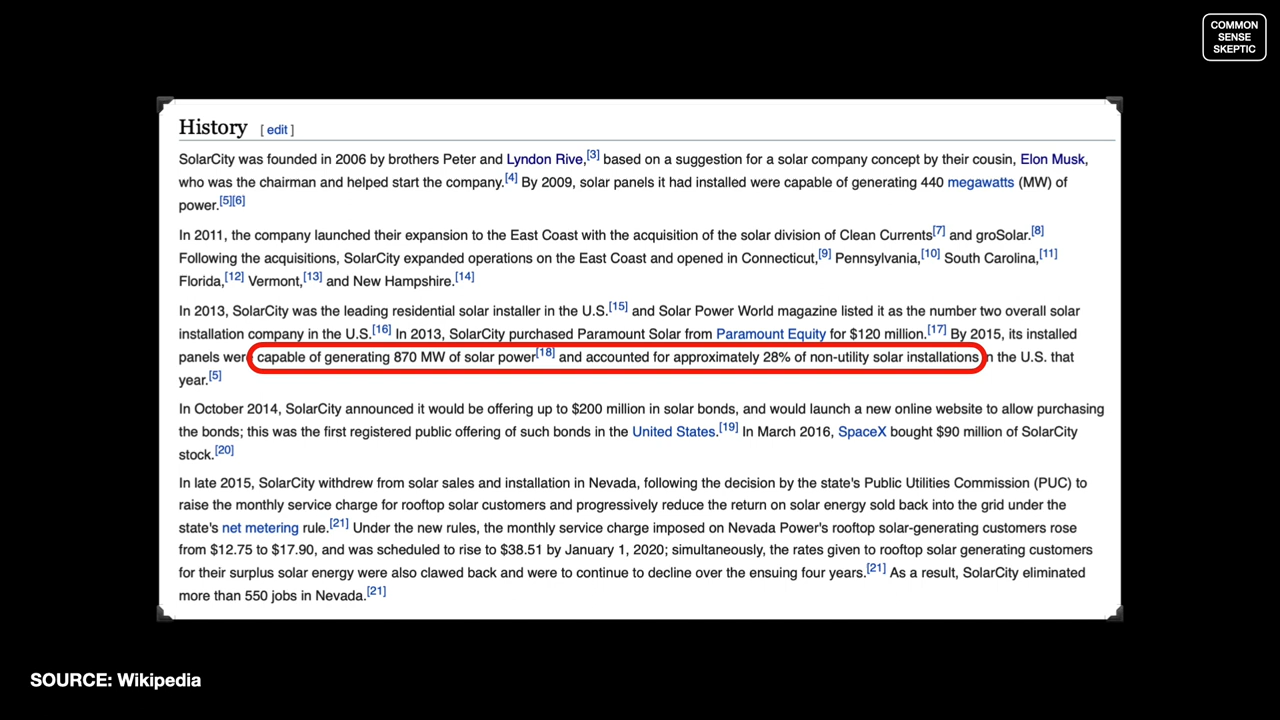 COMMON
SENSE
SKEPTIC
History [ edit ]
SolarCity was founded in 2006 by brothers Peter and Lyndon Rive,[3] based on a suggestion for a solar company concept by their cousin, Elon Musk,
who was the chairman and helped start the company.[4] By 2009, solar panels it had installed were capable of generating 440 megawatts (MW) of
power.[5][6]
In 2011, the company launched their expansion to the East Coast with the acquisition of the solar division of Clean Currents[7] and groSolar.[8]
Following the acquisitions, SolarCity expanded operations on the East Coast and opened in Connecticut,[9] Pennsylvania,[10] South Carolina,[11]
Florida,[12] Vermont,[13] and New Hampshire.[14]
In 2013, SolarCity was the leading residential solar installer in the U.S.[15] and Solar Power World magazine listed it as the number two overall solar
installation company in the U.S.[16] In 2013, SolarCity purchased Paramount Solar from Paramount Equity for $120 million.[17] By 2015, its installed
panels were capable of generating 870 MW of solar power[18] and accounted for approximately 28% of non-utility solar installations in the U.S. that
year.[5]
In October 2014, SolarCity announced it would be offering up to $200 million in solar bonds, and would launch a new online website to allow purchasing
the bonds; this was the first registered public offering of such bonds in the United States.[19] In March 2016, SpaceX bought $90 million of SolarCity
stock.[20]
In late 2015, SolarCity withdrew from solar sales and installation in Nevada, following the decision by the state's Public Utilities Commission (PUC) to
raise the monthly service charge for rooftop solar customers and progressively reduce the return on solar energy sold back into the grid under the
state's net metering rule.[21] Under the new rules, the monthly service charge imposed on Nevada Power's rooftop solar-generating customers rose
from $12.75 to $17.90, and was scheduled to rise to $38.51 by January 1, 2020; simultaneously, the rates given to rooftop solar generating customers
for their surplus solar energy were also clawed back and were to continue to decline over the ensuing four years.[21] As a result, SolarCity eliminated
more than 550 jobs in Nevada.[21]
SOURCE: Wikipedia